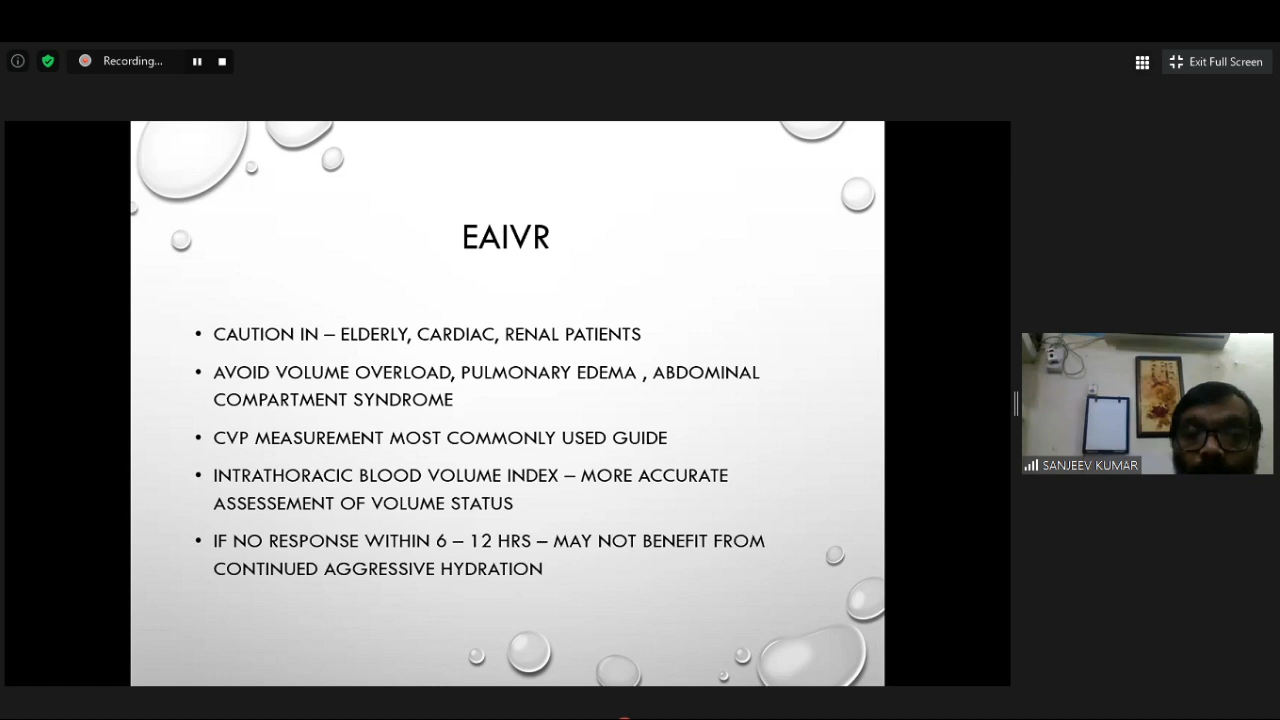 Recording...
Exit Full Screen
EAIVR
• CAUTION IN – ELDERLY, CARDIAC, RENAL PATIENTS
• AVOID VOLUME OVERLOAD, PULMONARY EDEMA , ABDOMINAL
COMPARTMENT SYNDROME
• CVP MEASUREMENT MOST COMMONLY USED GUIDE
• INTRATHORACIC BLOOD VOLUME INDEX – MORE ACCURATE
ASSESSEMENT OF VOLUME STATUS
• IF NO RESPONSE WITHIN 6 – 12 HRS – MAY NOT BENEFIT FROM
CONTINUED AGGRESSIVE HYDRATION
SANJEEV KUMAR